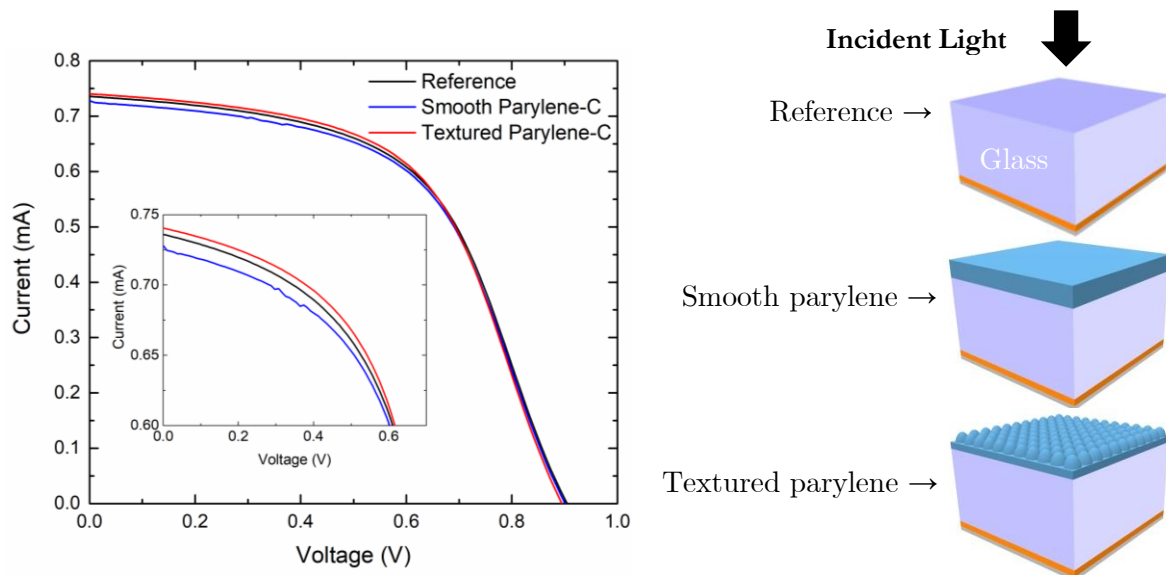 0.8
0.7
0.6
0.5
0.4
0.3
0.2
0.1
0.0
Current (mA)
Reference
Smooth Parylene-C
Textured Parylene-C
0.75
0.70
0.65
0.60
Current (mA)
0.0 0.2 0.4 0.6
Voltage (V)
0.0 0.2 0.4 0.6 0.8 1.0
Voltage (V)
Incident Light
Reference →
Glass
Smooth parylene →
Textured parylene →